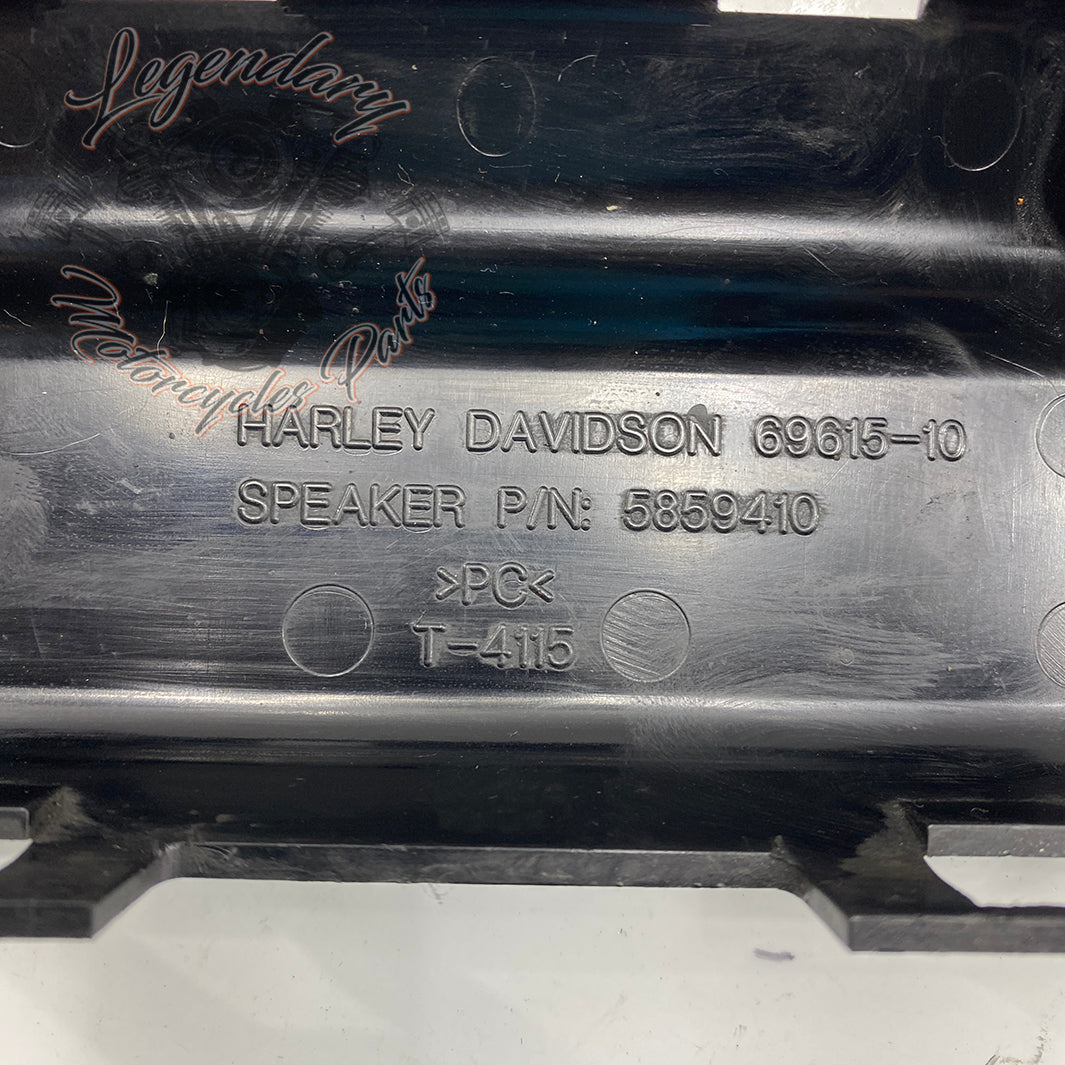 Legendary
Motorcycles Parts
HARLEY DAVIDSON 69615-10
SPEAKER P/N: 5859410
>PC<
T-4115